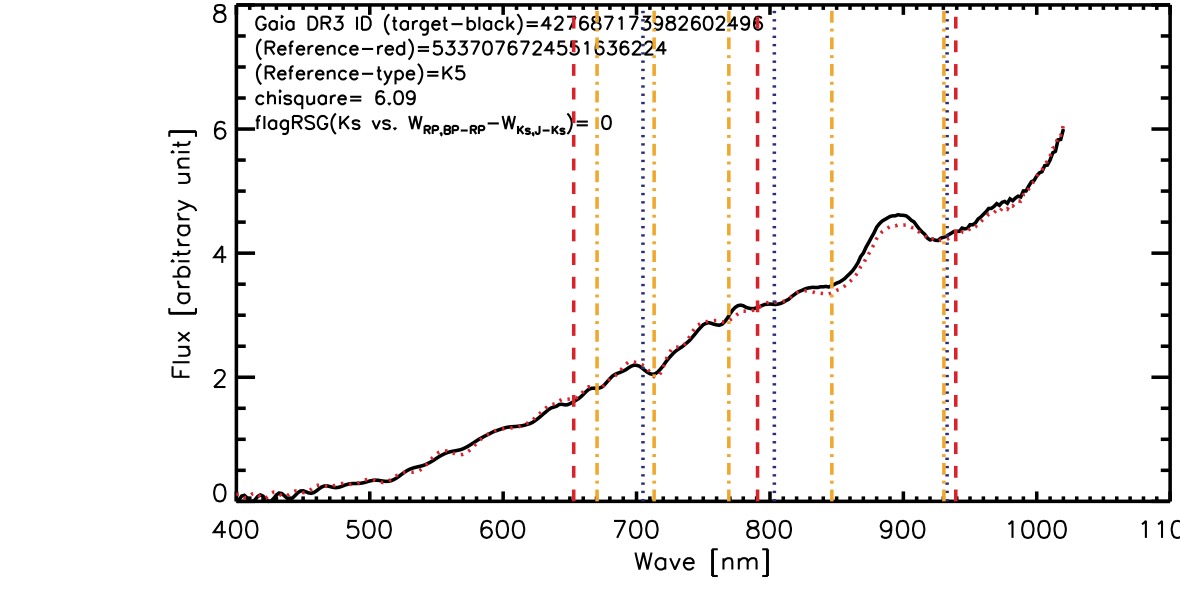 8
Gaia DR3 ID (target-black)=4276871173982602496
(Reference-red)=5337076724551636224
(Reference-type)=K5
chisquare= 6.09
flagRSG(Ks vs. W_RP,BP-RP-W_Ks,J-Ks)= 0
6
4
2
0
Flux [arbitrary unit]
400 500 600 700 800 900 1000 110
Wave [nm]